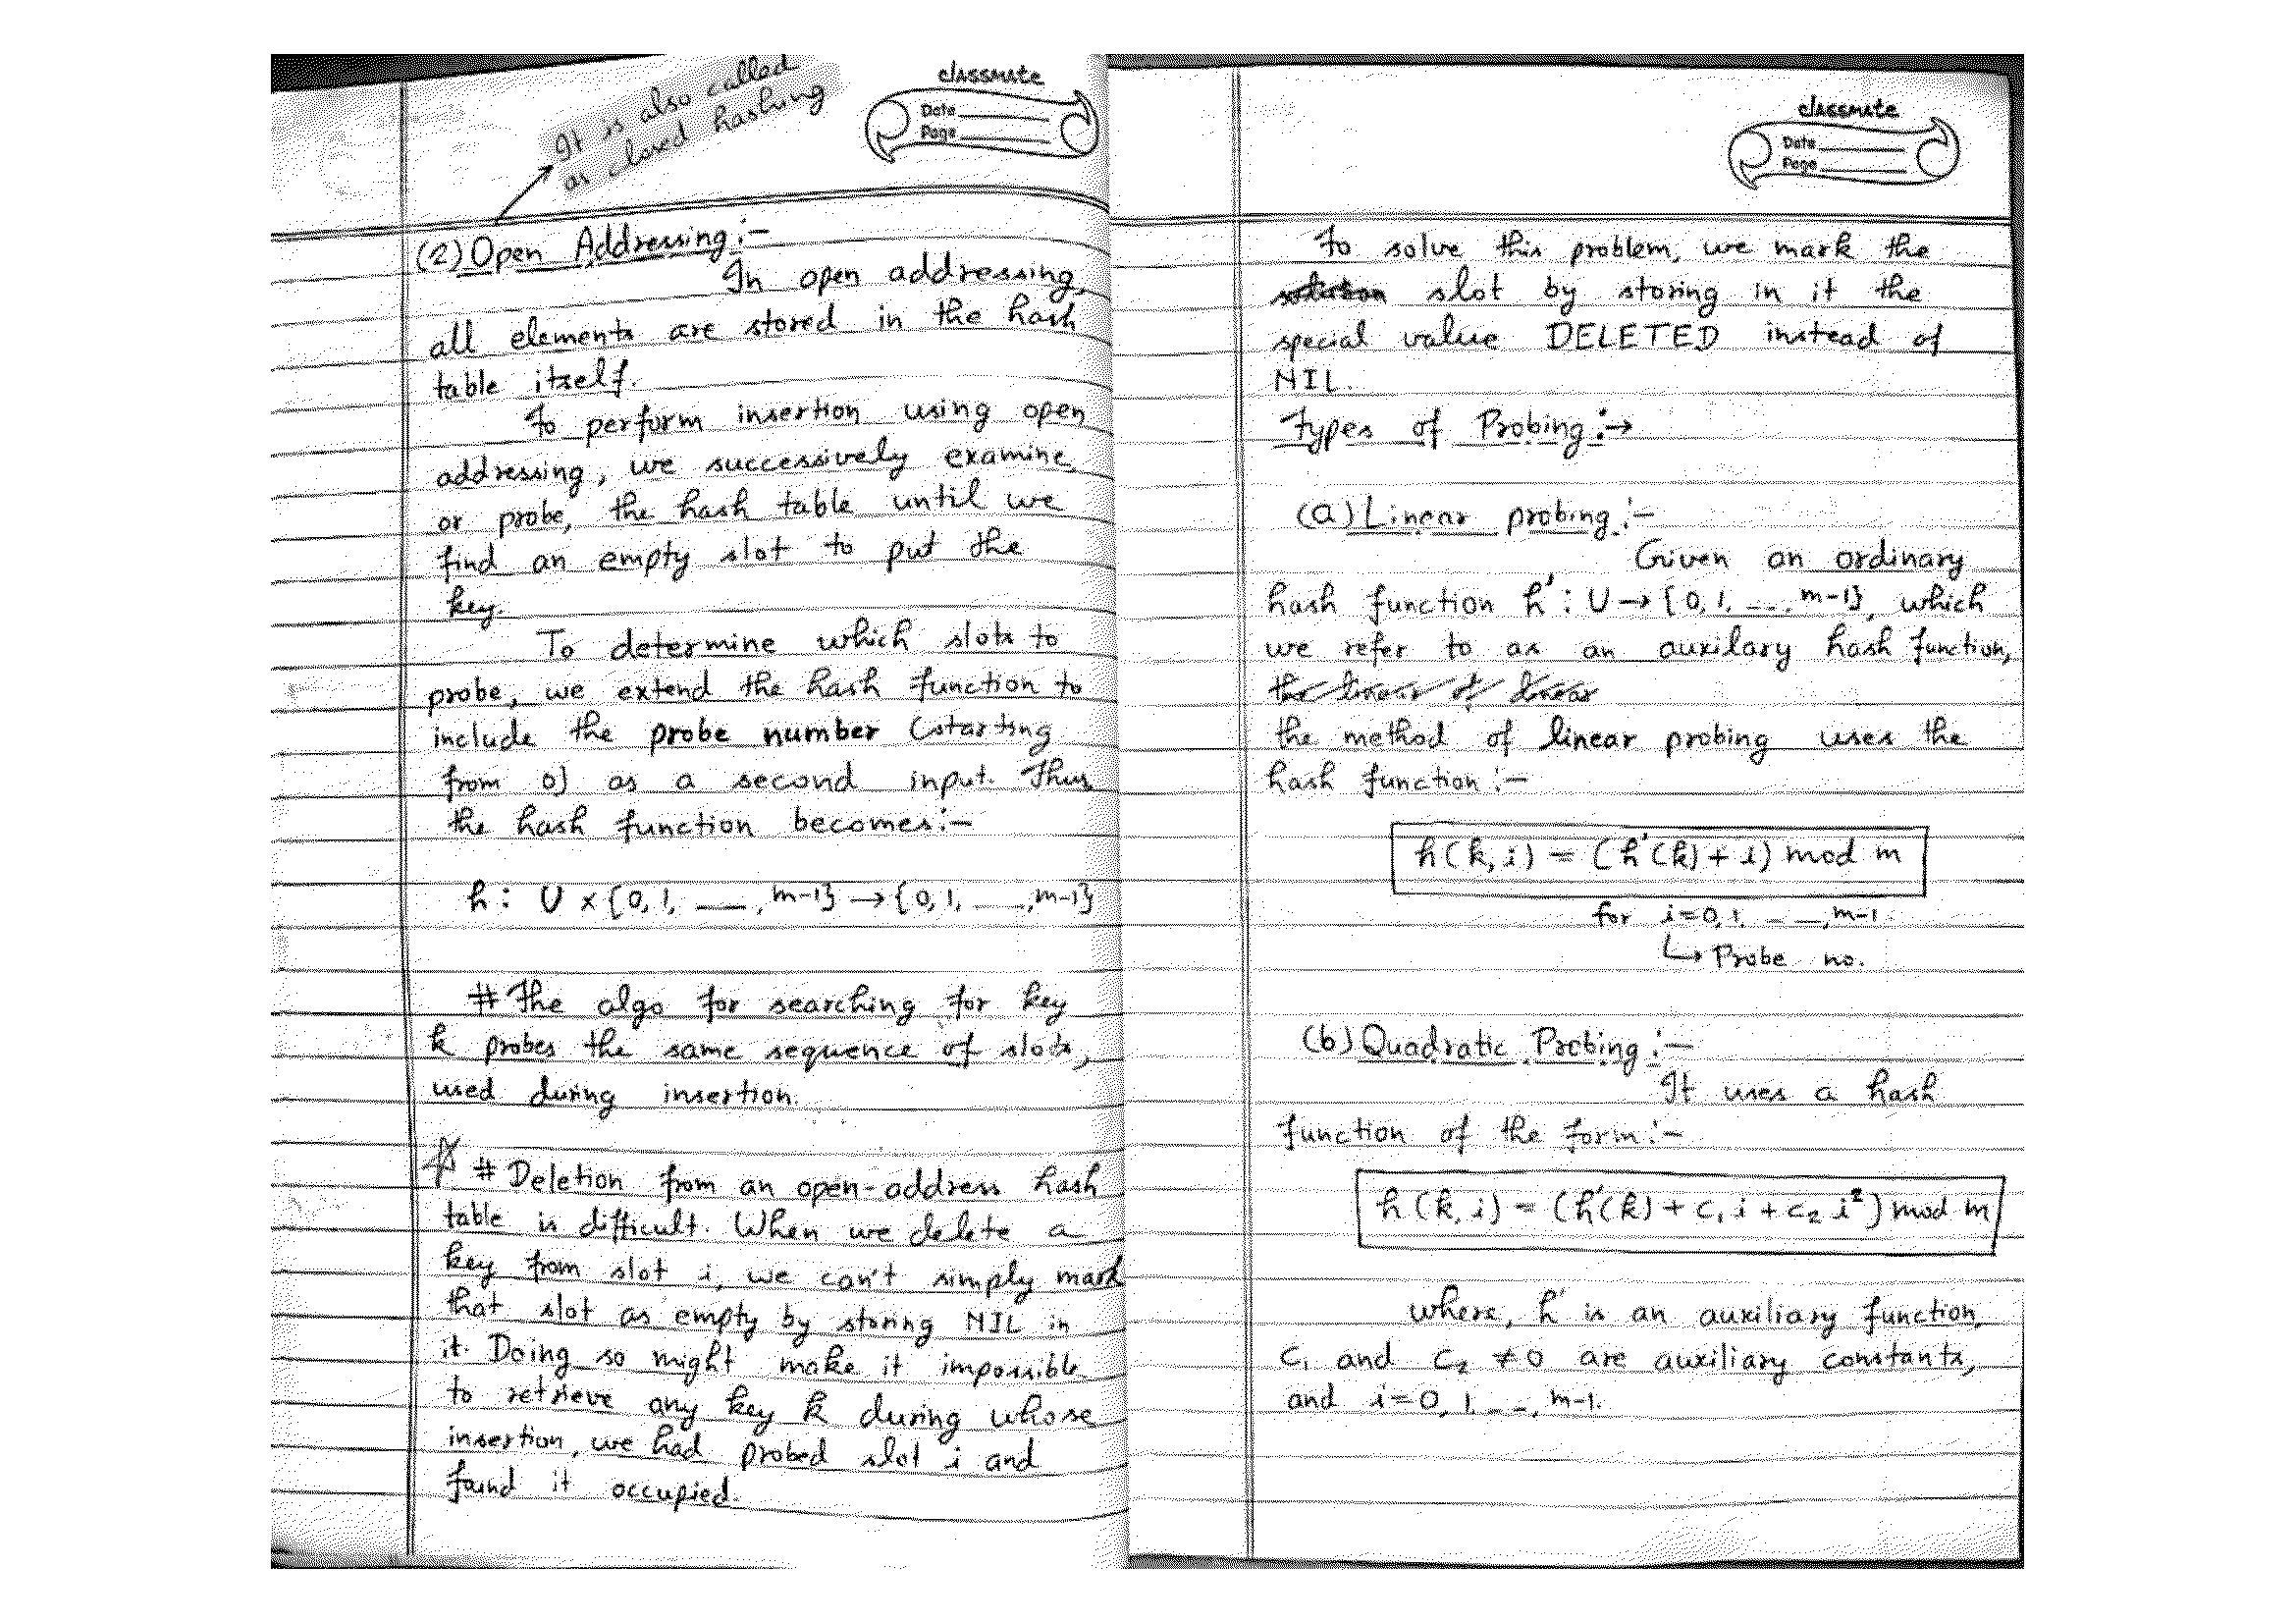 It is also called
as closed hashing
classmate
Date
Page
(2) Open Addressing :-
In open addressing,
all elements are stored in the hash
table itself.
To perform insertion using open
addressing, we successively examine,
or probe, the hash table until we
find an empty slot to put the
key.
To determine which slots to
probe, we extend the hash function to
include the probe number (starting
from 0) as a second input. Thus
the hash function becomes:-
h : U x {0, 1, __ , m-1} → {0, 1, __, m-1}
# The algo for searching for key
k probes the same sequence of slots,
used during insertion.
# Deletion from an open-address hash
table is difficult. When we delete a
key from slot i, we can't simply mark
that slot as empty by storing NIL in
it. Doing so might make it impossible
to retrieve any key k during whose
insertion, we had probed slot i and
found it occupied.
classmate
Date
Page
To solve this problem, we mark the
slot by storing in it the
special value DELETED instead of
NIL.
Types of Probing :→
(a) Linear probing :-
Given an ordinary
hash function h' : U → {0, 1, __, m-1}, which
we refer to as an auxilary hash function,
the linear of linear
the method of linear probing uses the
hash function :-
h(k, i) = (h'(k) + i) mod m
for i=0, 1, _ _, m-1
↳ Probe no.
(b) Quadratic Probing :-
It uses a hash
function of the form :-
h(k, i) = (h'(k) + c₁ i + c₂ i²) mod m
where, h' is an auxiliary function,
c₁ and c₂ ≠ 0 are auxiliary constants,
and i = 0, 1, _ _, m-1.